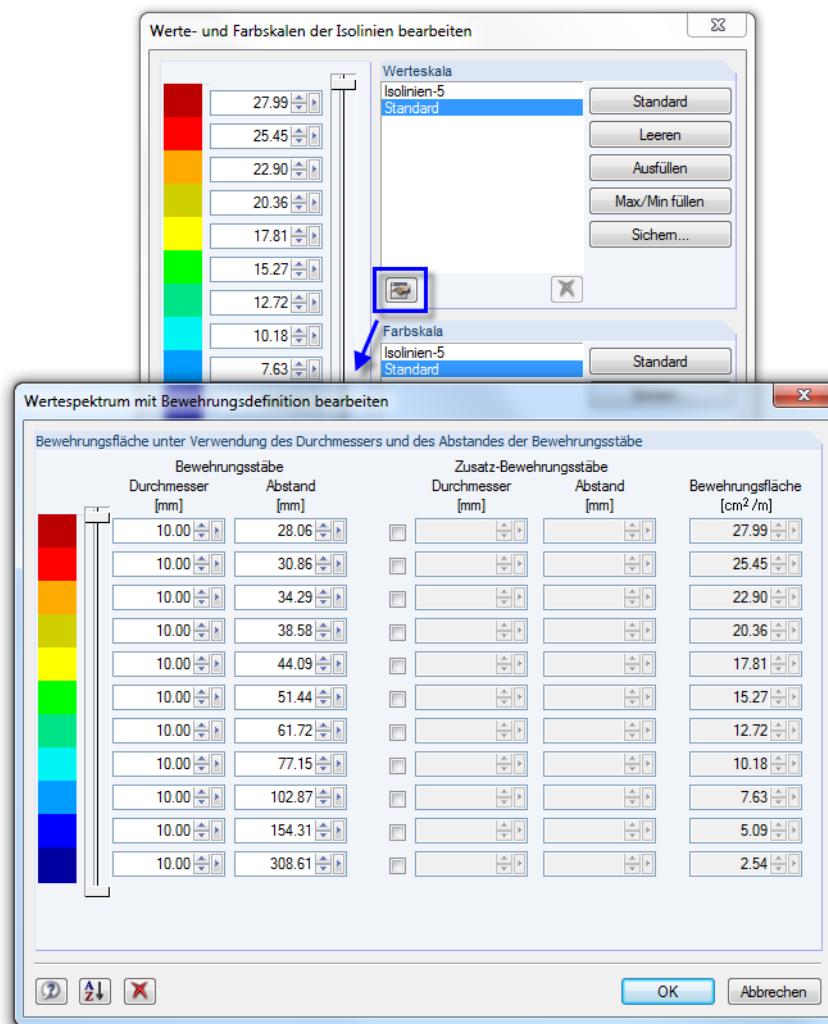 Werte- und Farbskalen der Isolinien bearbeiten
Werteskala
Isolinien-5
Standard
Standard
Leeren
Ausfüllen
Max/Min füllen
Sichern...
27.99
25.45
22.90
20.36
17.81
15.27
12.72
10.18
7.63
Farbskala
Isolinien-5
Standard
Standard
Wertespektrum mit Bewehrungsdefinition bearbeiten
Bewehrungsfläche unter Verwendung des Durchmessers und des Abstandes der Bewehrungsstäbe
Bewehrungsstäbe Zusatz-Bewehrungsstäbe
Durchmesser Abstand Durchmesser Abstand Bewehrungsfläche
[mm] [mm] [mm] [mm] [cm² /m]
10.00 28.06 27.99
10.00 30.86 25.45
10.00 34.29 22.90
10.00 38.58 20.36
10.00 44.09 17.81
10.00 51.44 15.27
10.00 61.72 12.72
10.00 77.15 10.18
10.00 102.87 7.63
10.00 154.31 5.09
10.00 308.61 2.54
OK Abbrechen